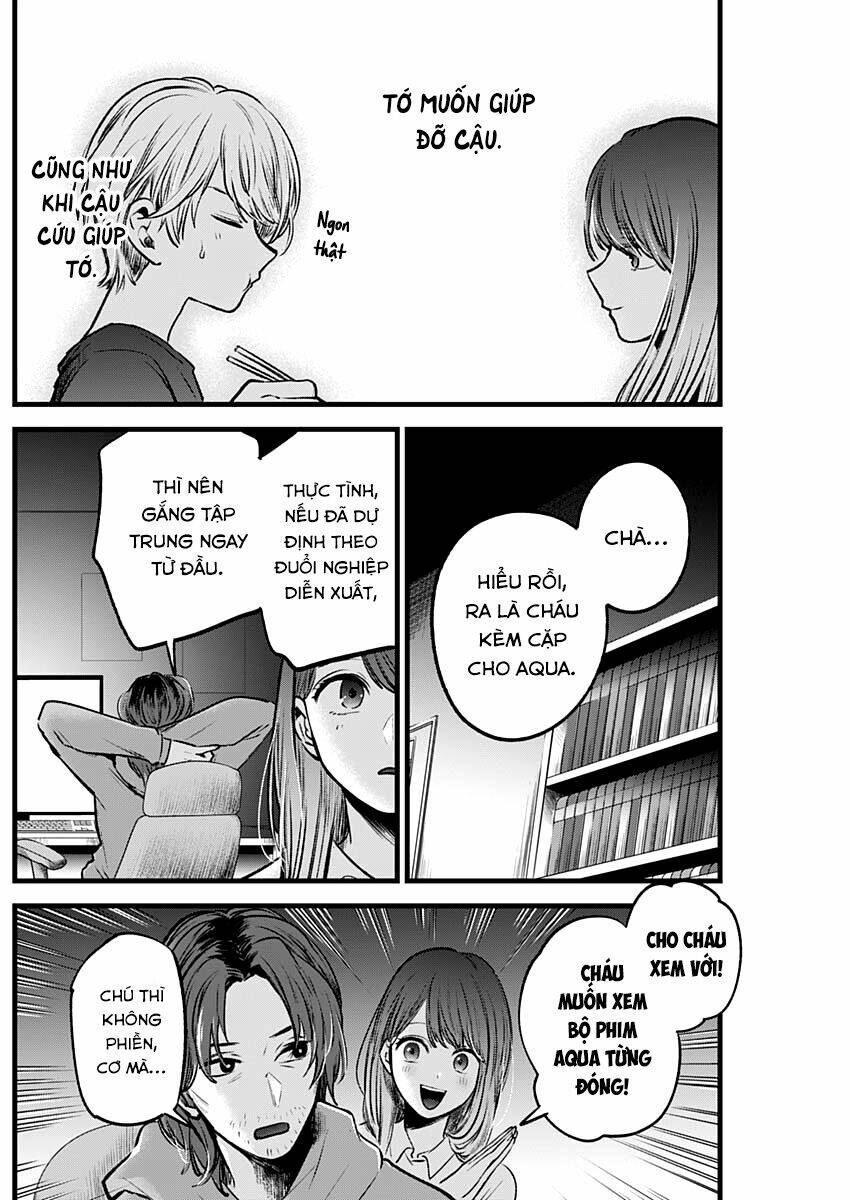 TỚ MUỐN GIÚP
ĐỠ CẬU.
CŨNG NHƯ
KHI CẬU
CỨU GIÚP
TỚ.
Ngon
thật
CHÀ...
HIỂU RỒI,
RA LÀ CHÁU
KÈM CẶP
CHO AQUA.
THỰC TÌNH,
NẾU ĐÃ DỰ
ĐỊNH THEO
ĐUỔI NGHIỆP
DIỄN XUẤT,
THÌ NÊN
GẮNG TẬP
TRUNG NGAY
TỪ ĐẦU.
CHO CHÁU
XEM VỚI!
CHÁU
MUỐN XEM
BỘ PHIM
AQUA TỪNG
ĐÓNG!
CHÚ THÌ
KHÔNG
PHIỀN,
CƠ MÀ...